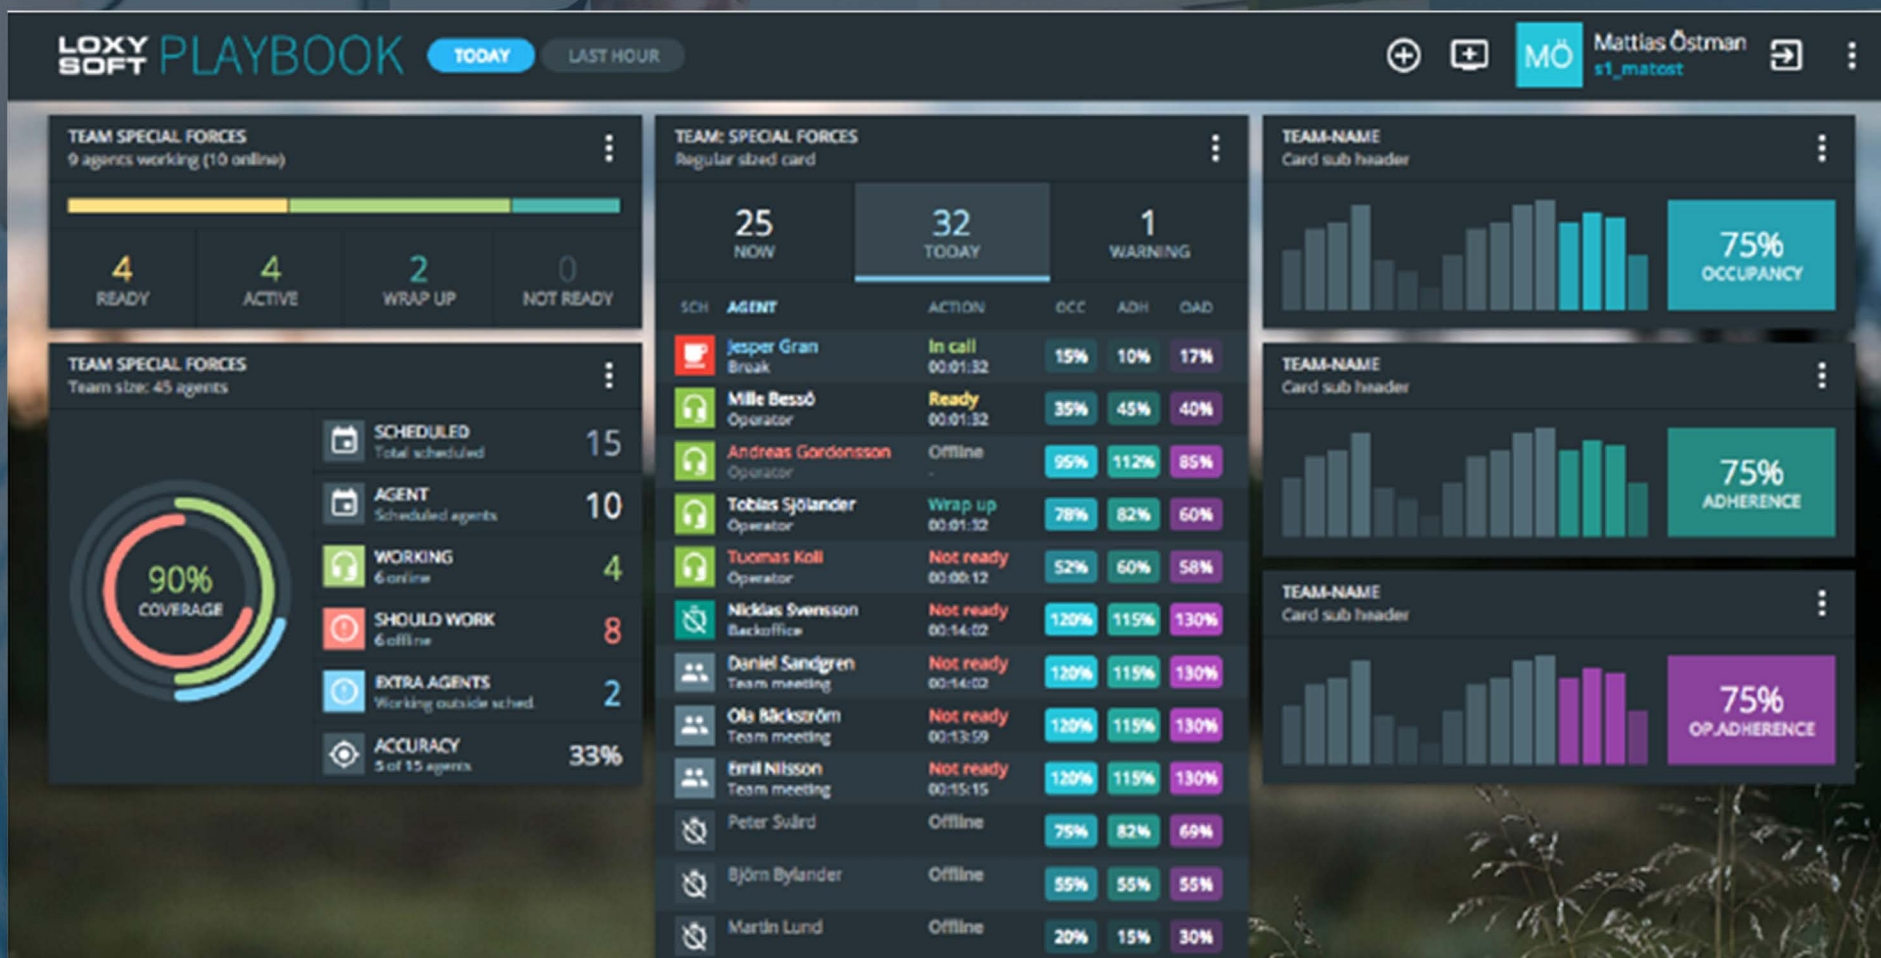 LOXY
SOFT
PLAYBOOK
TODAY
LAST HOUR
MÖ
Mattias Östman
s1_matost
TEAM SPECIAL FORCES
9 agents working (10 online)
4
READY
4
ACTIVE
2
WRAP UP
0
NOT READY
TEAM SPECIAL FORCES
Team size: 45 agents
90%
COVERAGE
SCHEDULED
Total scheduled
15
AGENT
Scheduled agents
10
WORKING
6 online
4
SHOULD WORK
6 offline
8
EXTRA AGENTS
Working outside sched.
2
ACCURACY
5 of 15 agents
33%
TEAM: SPECIAL FORCES
Regular sized card
25
NOW
32
TODAY
1
WARNING
SCH AGENT ACTION OCC ADH OAD
Jesper Gran In call 15% 10% 17%
Break 00:01:32
Mille Bessö Ready 35% 45% 40%
Operator 00:01:32
Andreas Gordonsson Offline 95% 112% 85%
Operator -
Tobias Sjölander Wrap up 78% 82% 60%
Operator 00:01:32
Tuomas Koli Not ready 52% 60% 58%
Operator 00:00:12
Nicklas Svensson Not ready 120% 115% 130%
Backoffice 00:14:02
Daniel Sandgren Not ready 120% 115% 130%
Team meeting 00:14:02
Ola Bäckström Not ready 120% 115% 130%
Team meeting 00:13:59
Emil Nilsson Not ready 120% 115% 130%
Team meeting 00:15:15
Peter Svärd Offline 75% 82% 69%
Björn Bylander Offline 55% 55% 55%
Martin Lund Offline 20% 15% 30%
TEAM-NAME
Card sub header
75%
OCCUPANCY
TEAM-NAME
Card sub header
75%
ADHERENCE
TEAM-NAME
Card sub header
75%
OP.ADHERENCE